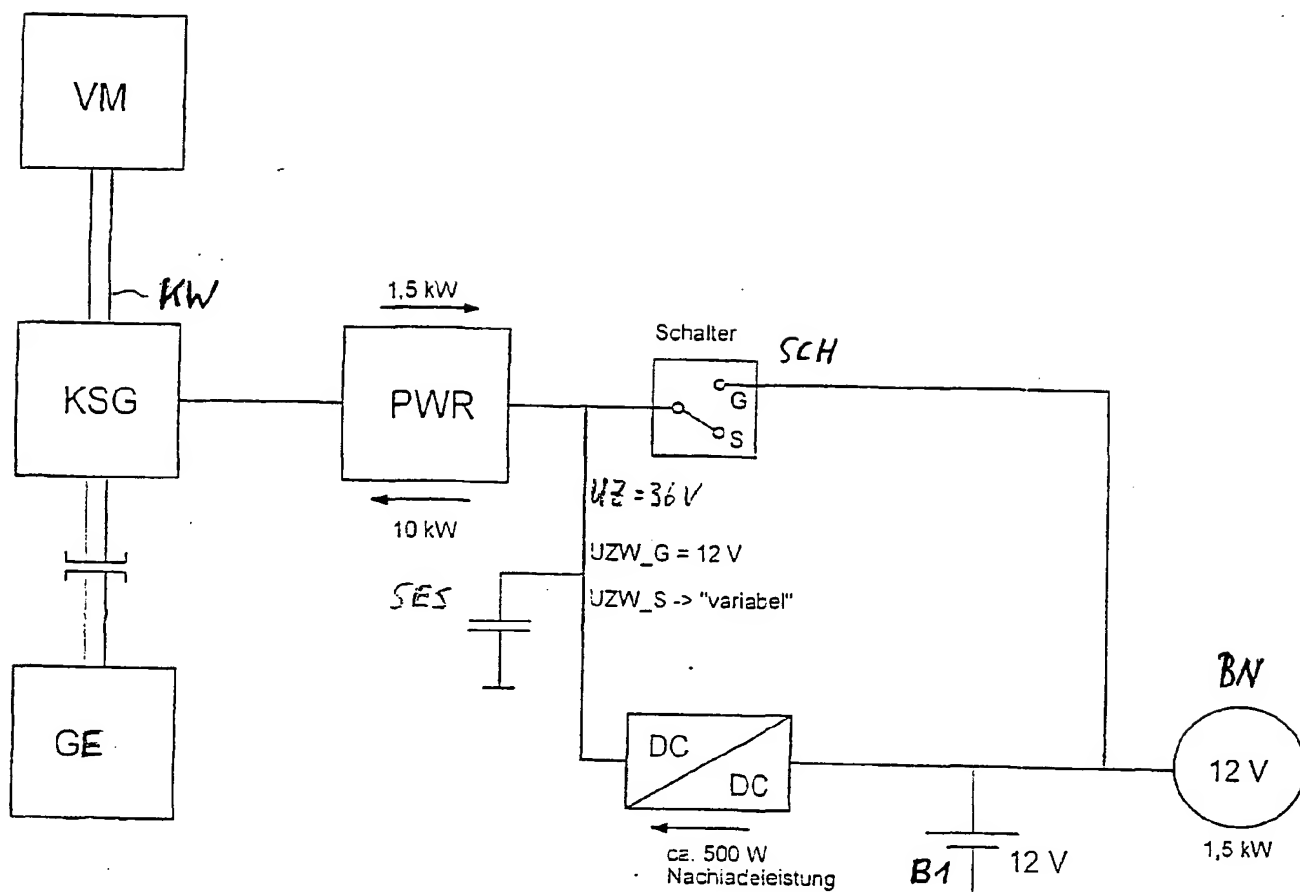 VM
KW
1,5 kW
Schalter
SCH
KSG
PWR
G
S
10 kW
UZ = 36 V
UZW_G = 12 V
UZW_S -> "variabel"
SES
BN
GE
DC
DC
12 V
ca. 500 W
Nachladeleistung
B1
12 V
1,5 kW